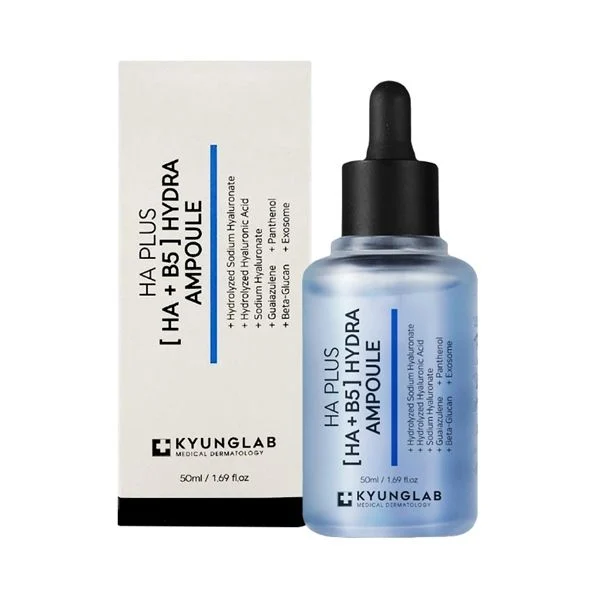 HA PLUS
[HA + B5] HYDRA
AMPOULE
+ Hydrolyzed Sodium Hyaluronate
+ Hydrolyzed Hyaluronic Acid
+ Sodium Hyaluronate
+ Guaiazulene + Panthenol
+ Beta-Glucan + Exosome
KYUNGLAB
MEDICAL DERMATOLOGY
50ml / 1.69 fl.oz
HA PLUS
[HA + B5] HYDRA
AMPOULE
+ Hydrolyzed Sodium Hyaluronate
+ Hydrolyzed Hyaluronic Acid
+ Sodium Hyaluronate
+ Guaiazulene + Panthenol
+ Beta-Glucan + Exosome
50ml / 1.69 fl.oz
KYUNGLAB
MEDICAL DERMATOLOGY